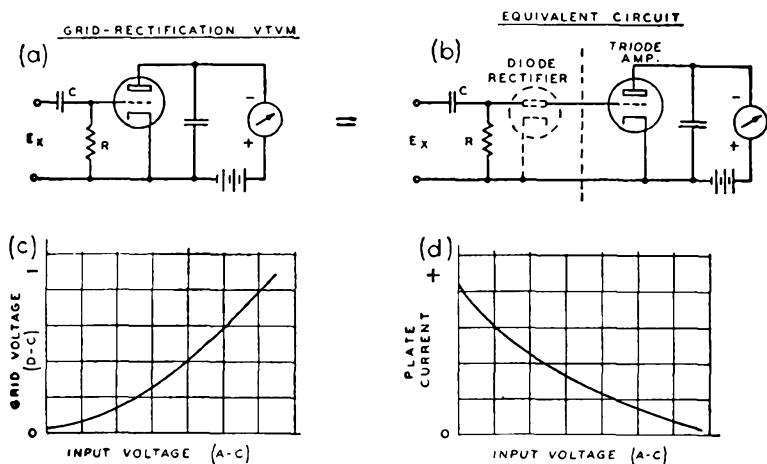 GRID-RECTIFICATION VTVM
(a)
C
R
Ex
-
+
=
EQUIVALENT CIRCUIT
(b)
DIODE
RECTIFIER
TRIODE
AMP.
C
R
Ex
-
+
(c)
GRID VOLTAGE
(D-C)
-
0
INPUT VOLTAGE (A-C)
(d)
PLATE
CURRENT
+
0
INPUT VOLTAGE (A-C)